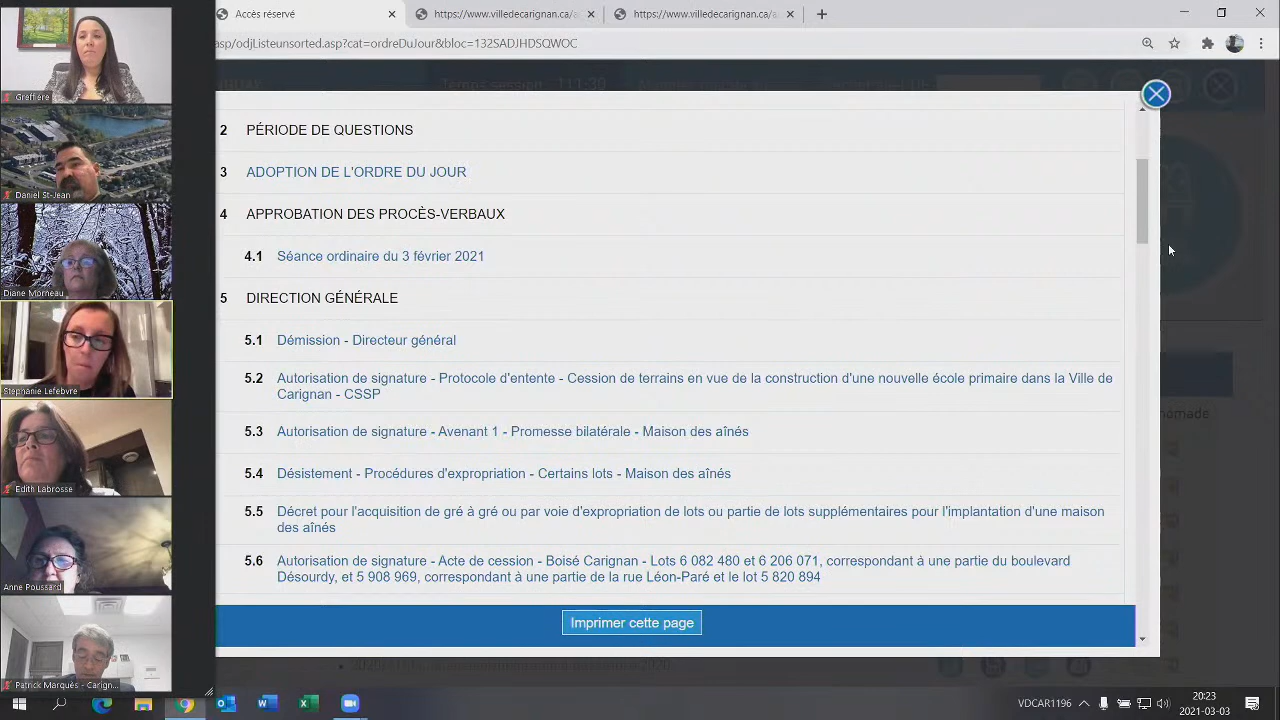 Accès réservé
https://www.villedecarignan.ca/
https://www.villedecarignan.ca/
asp/odjListeunsorted.asp?cat=ordreDuJour&bloc=132TADJHDSQWOC
2 PÉRIODE DE QUESTIONS
3 ADOPTION DE L'ORDRE DU JOUR
4 APPROBATION DES PROCÈS-VERBAUX
4.1 Séance ordinaire du 3 février 2021
5 DIRECTION GÉNÉRALE
5.1 Démission - Directeur général
5.2 Autorisation de signature - Protocole d'entente - Cession de terrains en vue de la construction d'une nouvelle école primaire dans la Ville de
Carignan - CSSP
5.3 Autorisation de signature - Avenant 1 - Promesse bilatérale - Maison des aînés
5.4 Désistement - Procédures d'expropriation - Certains lots - Maison des aînés
5.5 Décret pour l'acquisition de gré à gré ou par voie d'expropriation de lots ou partie de lots supplémentaires pour l'implantation d'une maison
des aînés
5.6 Autorisation de signature - Acte de cession - Boisé Carignan - Lots 6 082 480 et 6 206 071, correspondant à une partie du boulevard
Désourdy, et 5 908 969, correspondant à une partie de la rue Léon-Paré et le lot 5 820 894
Imprimer cette page
nomade
Greffière
Daniel St-Jean
Diane Morneau
Stéphanie Lefebvre
Edith Labrosse
Anne Poussard
Patrick Marquès - Carign...
VDCAR1196
20:23
2021-03-03